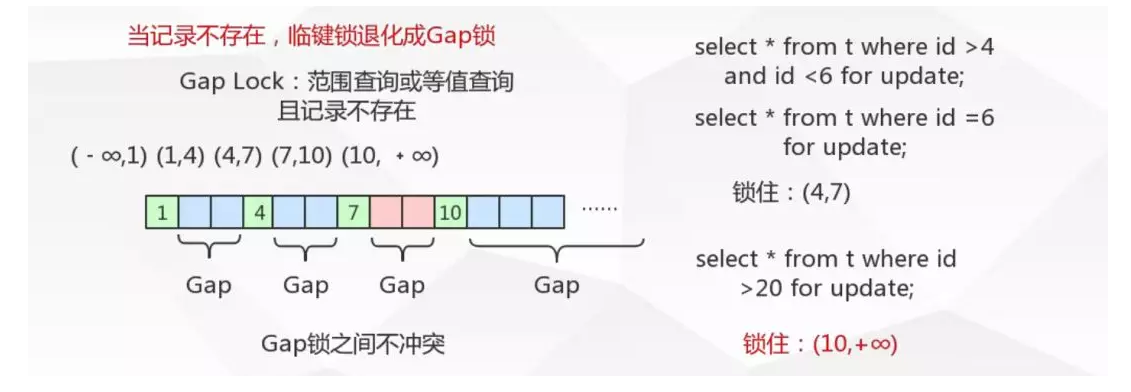 当记录不存在，临键锁退化成Gap锁
Gap Lock：范围查询或等值查询
且记录不存在
(-∞,1) (1,4) (4,7) (7,10) (10, +∞)
1 4 7 10 ······
Gap Gap Gap Gap
Gap锁之间不冲突
select * from t where id >4
and id <6 for update;
select * from t where id =6
for update;
锁住：(4,7)
select * from t where id
>20 for update;
锁住：(10,+∞)